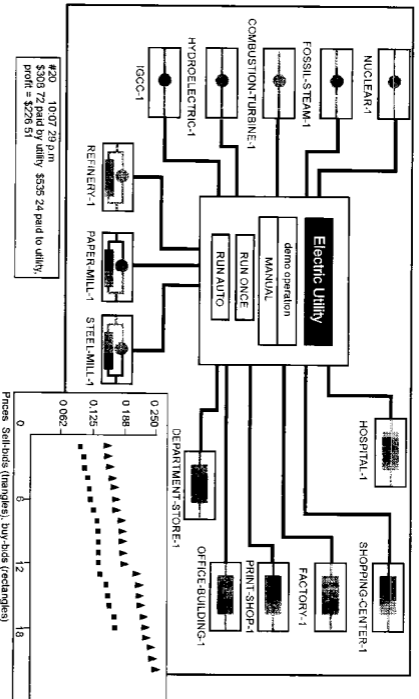 NUCLEAR-1
FOSSIL-STEAM-1
COMBUSTION-TURBINE-1
HYDROELECTRIC-1
IGCC-1
Electric Utility
demo operation
MANUAL
RUN ONCE
RUN AUTO
HOSPITAL-1
SHOPPING-CENTER-1
FACTORY-1
PRINT-SHOP-1
OFFICE-BUILDING-1
DEPARTMENT-STORE-1
REFINERY-1
PAPER-MILL-1
STEEL-MILL-1
#20 10:07 29 p.m
$308 72 paid by utility, $535 24 paid to utility,
profit = $226 51
0.250
0.188
0.125
0.062
0 6 12 18
Prices Sell-bids (triangles), buy-bids (rectangles)